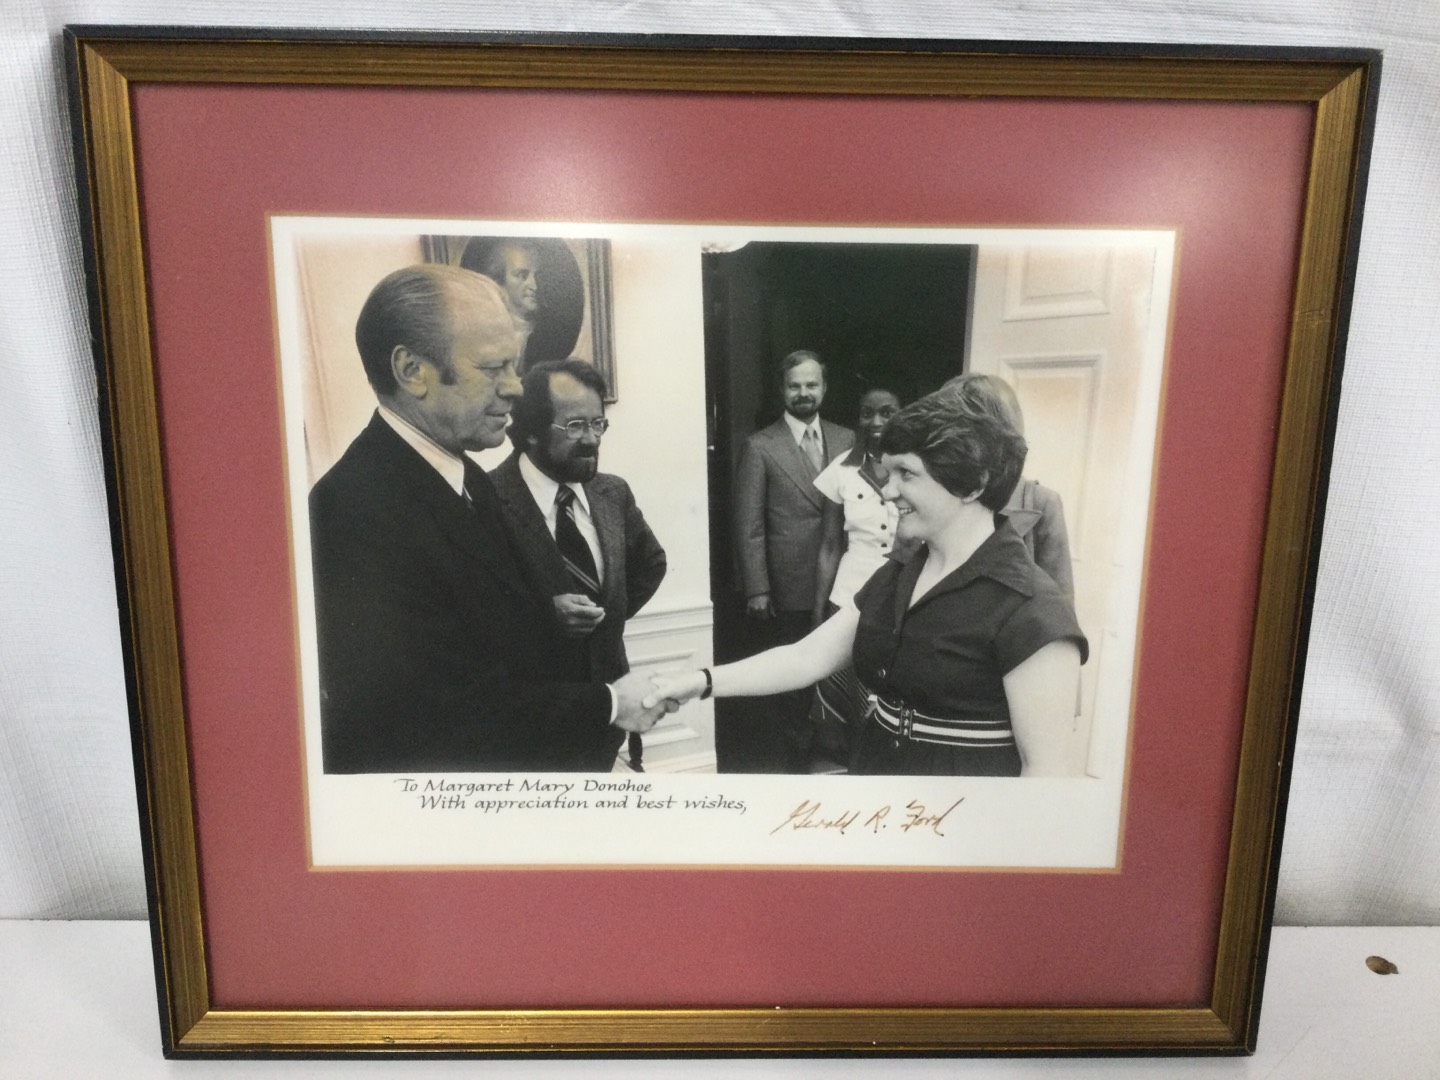 To Margaret Mary Donohoe
With appreciation and best wishes,
Gerald R. Ford